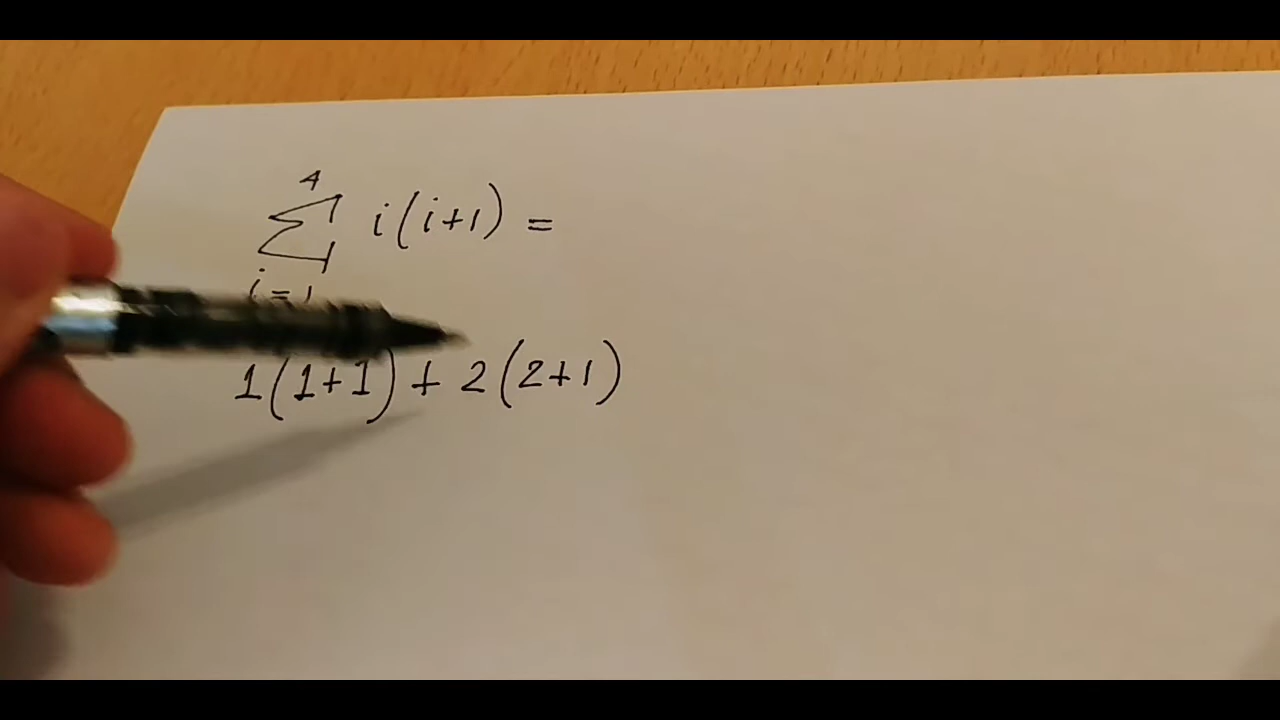 4
∑ i(i+1) =
i=1
1(1+1) + 2(2+1)